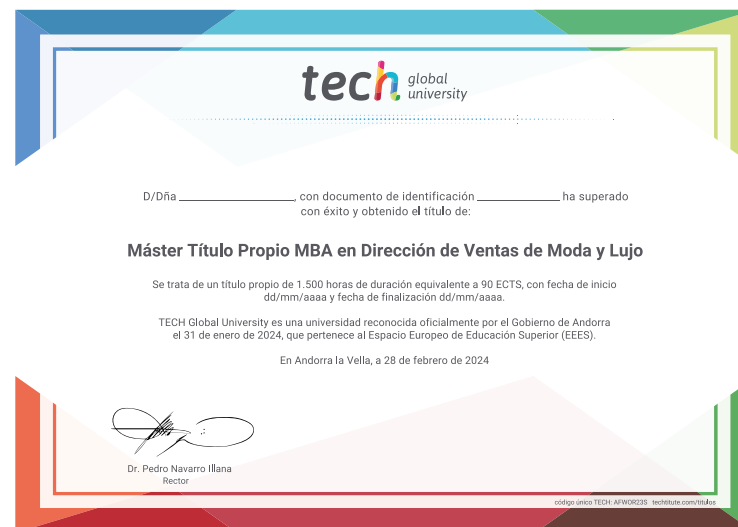 tech global university
D/Dña ______________, con documento de identificación ______________ ha superado
con éxito y obtenido el título de:
Máster Título Propio MBA en Dirección de Ventas de Moda y Lujo
Se trata de un título propio de 1.500 horas de duración equivalente a 90 ECTS, con fecha de inicio
dd/mm/aaaa y fecha de finalización dd/mm/aaaa.
TECH Global University es una universidad reconocida oficialmente por el Gobierno de Andorra
el 31 de enero de 2024, que pertenece al Espacio Europeo de Educación Superior (EEES).
En Andorra la Vella, a 28 de febrero de 2024
Dr. Pedro Navarro Illana
Rector
código único TECH: AFWOR23S techtitute.com/titulos